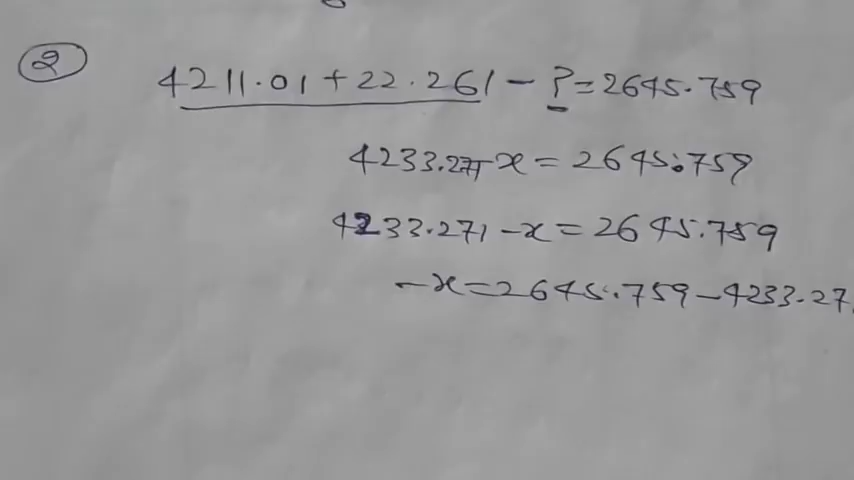 2
4211.01 + 22.261 - ? = 2645.759
4233.271 - x = 2645.759
4233.271 - x = 2645.759
-x = 2645.759 - 4233.27